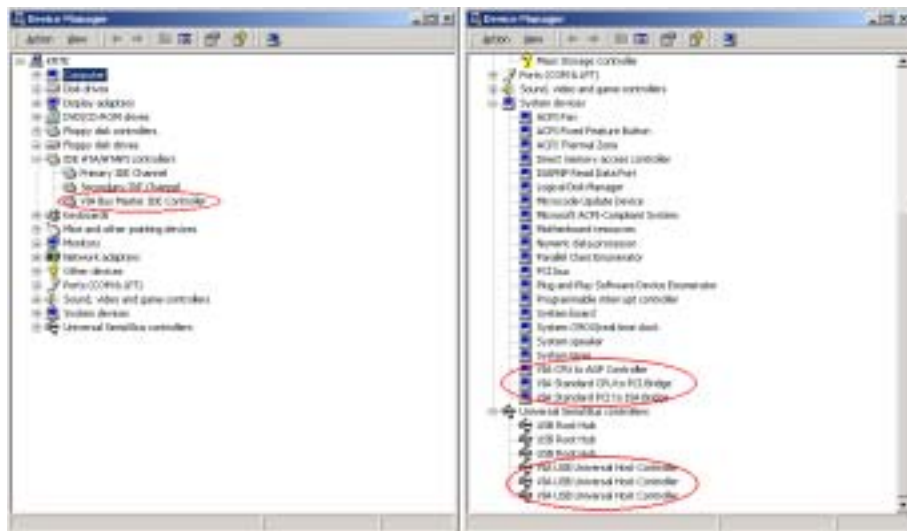 Device Manager
Action View
Computer
Disk drives
Display adapters
DVD/CD-ROM drives
Floppy disk controllers
Floppy disk drives
IDE ATA/ATAPI controllers
Primary IDE Channel
Secondary IDE Channel
VIA Bus Master IDE Controller
Keyboards
Mice and other pointing devices
Monitors
Network adapters
Other devices
Ports (COM & LPT)
Sound, video and game controllers
System devices
Universal Serial Bus controllers
Device Manager
Action View
Mass Storage Controller
Ports (COM & LPT)
Sound, video and game controllers
System devices
ACPI Fan
ACPI Fixed Feature Button
ACPI Thermal Zone
Direct memory access controller
ISAPNP Read Data Port
Logical Disk Manager
Microcode Update Device
Microsoft ACPI-Compliant System
Motherboard resources
Numeric data processor
Parallel Class Enumerator
PCI bus
Plug and Play Software Device Enumerator
Programmable interrupt controller
System board
System CMOS/real time clock
System speaker
System timer
VIA CPU to AGP Controller
VIA Standard CPU to PCI Bridge
VIA Standard PCI to ISA Bridge
Universal Serial Bus controllers
USB Root Hub
USB Root Hub
USB Root Hub
VIA USB Universal Host Controller
VIA USB Universal Host Controller
VIA USB Universal Host Controller